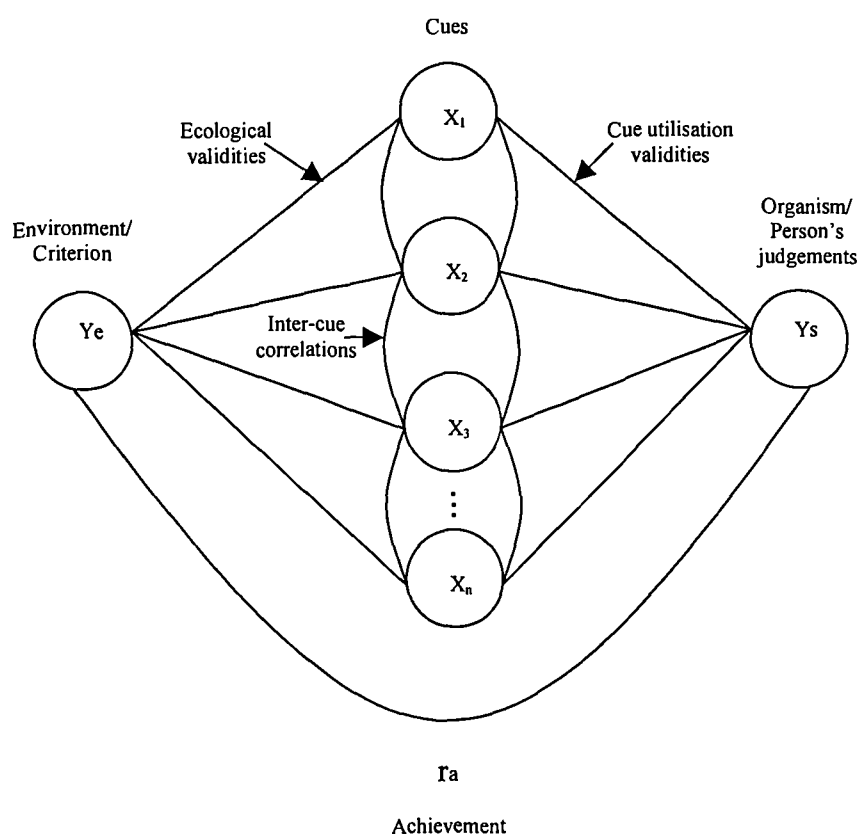 Cues
X1
Ecological
validities
Cue utilisation
validities
Environment/
Criterion
Organism/
Person's
judgements
X2
Ye
Inter-cue
correlations
Ys
X3
⋮
Xn
ra
Achievement